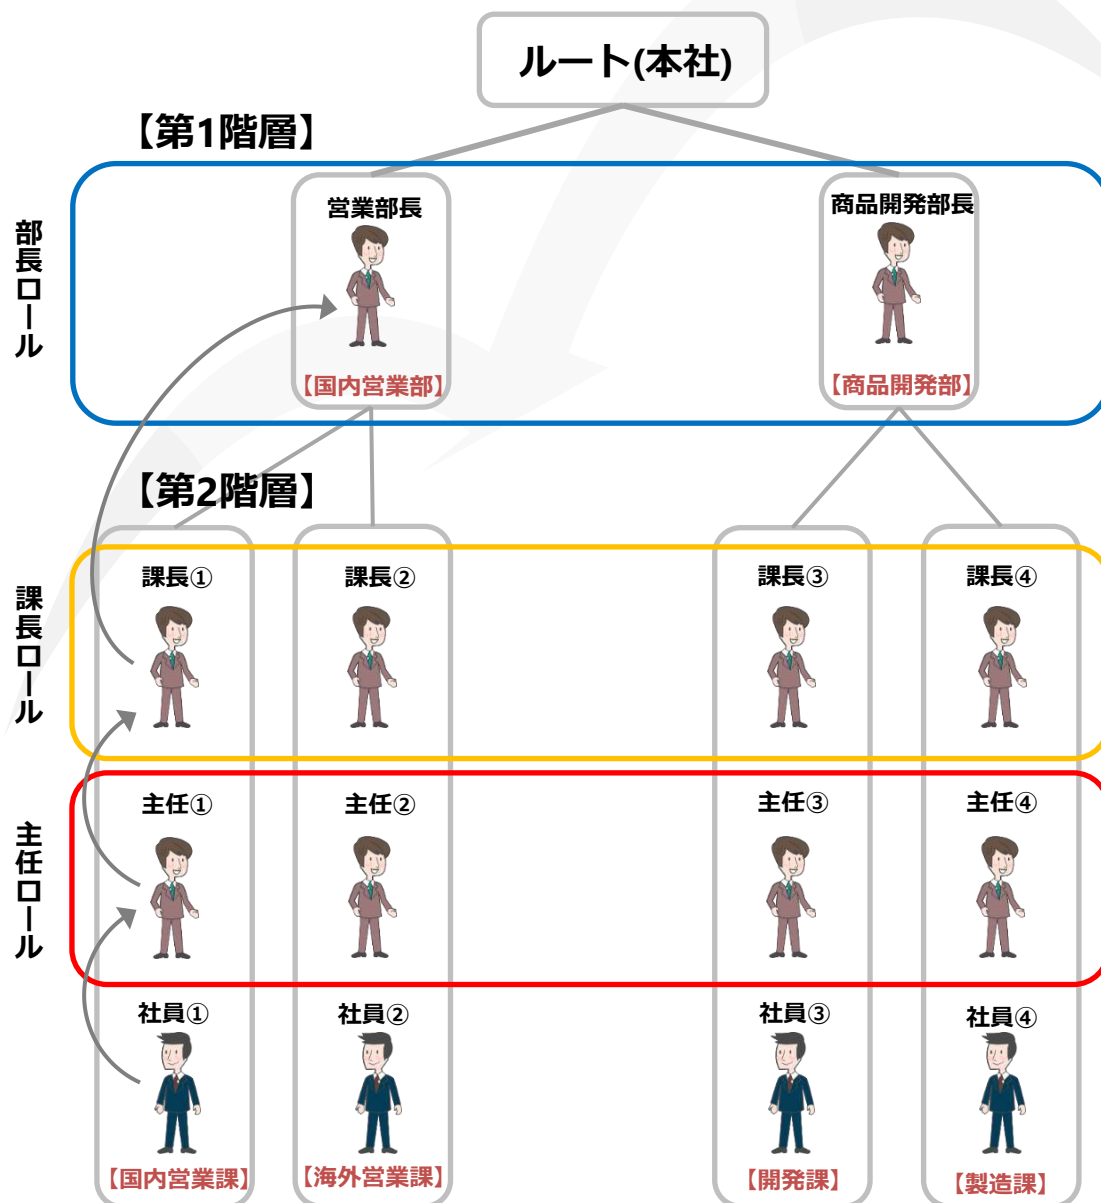 ルート(本社)
【第1階層】
部長ロール
営業部長
商品開発部長
【国内営業部】
【商品開発部】
【第2階層】
課長ロール
課長①
課長②
課長③
課長④
主任ロール
主任①
主任②
主任③
主任④
社員①
社員②
社員③
社員④
【国内営業課】
【海外営業課】
【開発課】
【製造課】